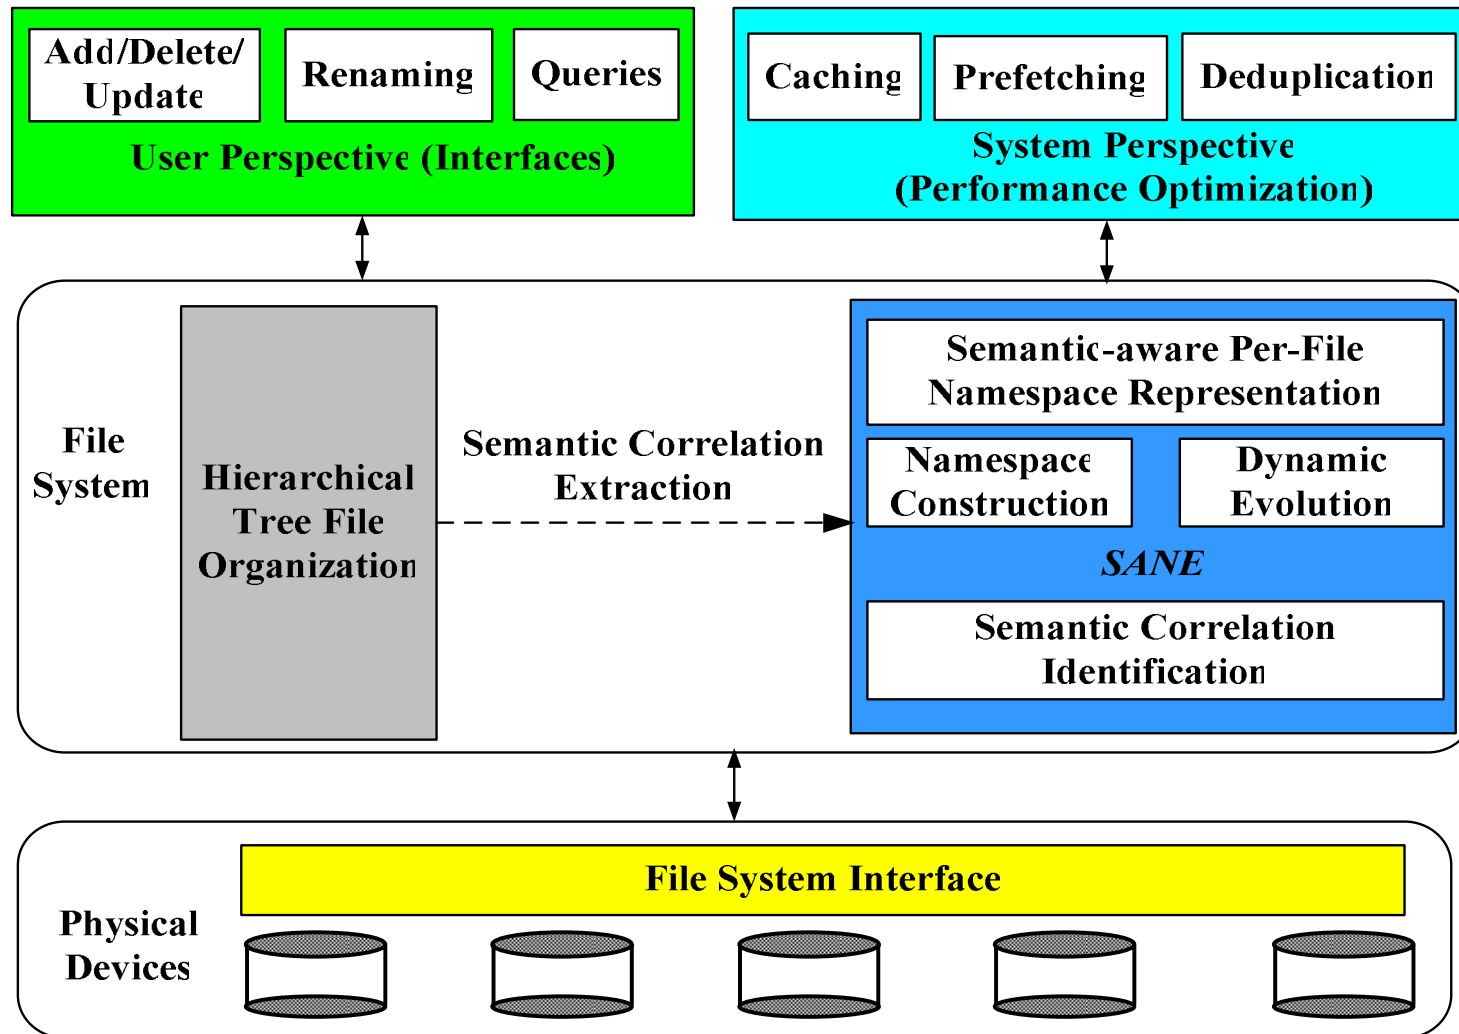 Add/Delete/
Update
Renaming
Queries
User Perspective (Interfaces)
Caching
Prefetching
Deduplication
System Perspective
(Performance Optimization)
File
System
Hierarchical
Tree File
Organization
Semantic Correlation
Extraction
Semantic-aware Per-File
Namespace Representation
Namespace
Construction
Dynamic
Evolution
SANE
Semantic Correlation
Identification
File System Interface
Physical
Devices